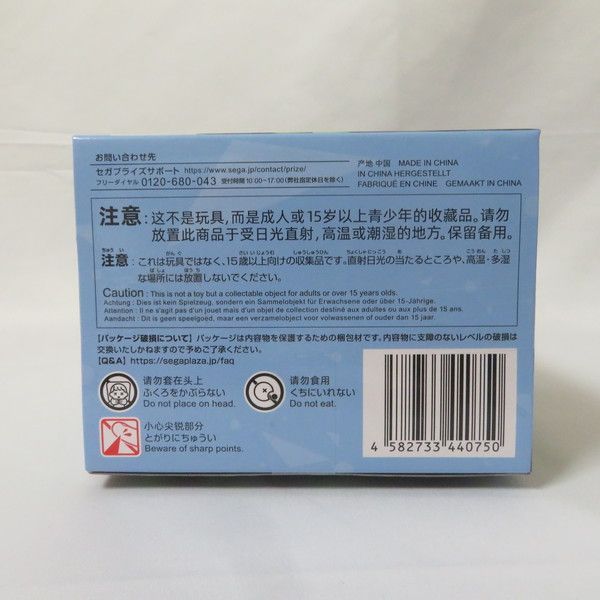 お問い合わせ先
セガプライズサポート https://www.sega.jp/contact/prize/
フリーダイヤル 0120-680-043 受付時間 10:00~17:00(弊社指定休日を除く)
产地 中国 MADE IN CHINA
IN CHINA HERGESTELLT
FABRIQUÉ EN CHINE GEMAAKT IN CHINA
注意:这不是玩具,而是成人或15岁以上青少年的收藏品。请勿
放置此商品于受日光直射,高温或潮湿的地方。保留备用。
注意:これは玩具ではなく、15歳以上向けの収集品です。直射日光の当たるところや、高温・多湿
な場所には放置しないでください。
Caution : This is not a toy but a collectable object for adults or over 15 years olds.
Achtung : Dies ist kein Spielzeug, sondern ein Sammelobjekt für Erwachsene oder über 15-Jährige.
Attention : Il ne s'agit pas d'un jouet mais d'un objet de collection destiné aux adultes ou aux plus de 15 ans.
Aandacht : Dit is geen speelgoed, maar een verzamelobject voor volwassenen of ouder dan 15 jaar.
【パッケージ破損について】パッケージは内容物を保護するための梱包材です。内容物に支障のないレベルの破損は
交換いたしかねますので予めご了承ください。
【Q&A】https://segaplaza.jp/faq
请勿套在头上
ふくろをかぶらない
Do not place on head.
请勿食用
くちにいれない
Do not eat.
小心尖锐部分
とがりにちゅうい
Beware of sharp points.
4 582733 440750